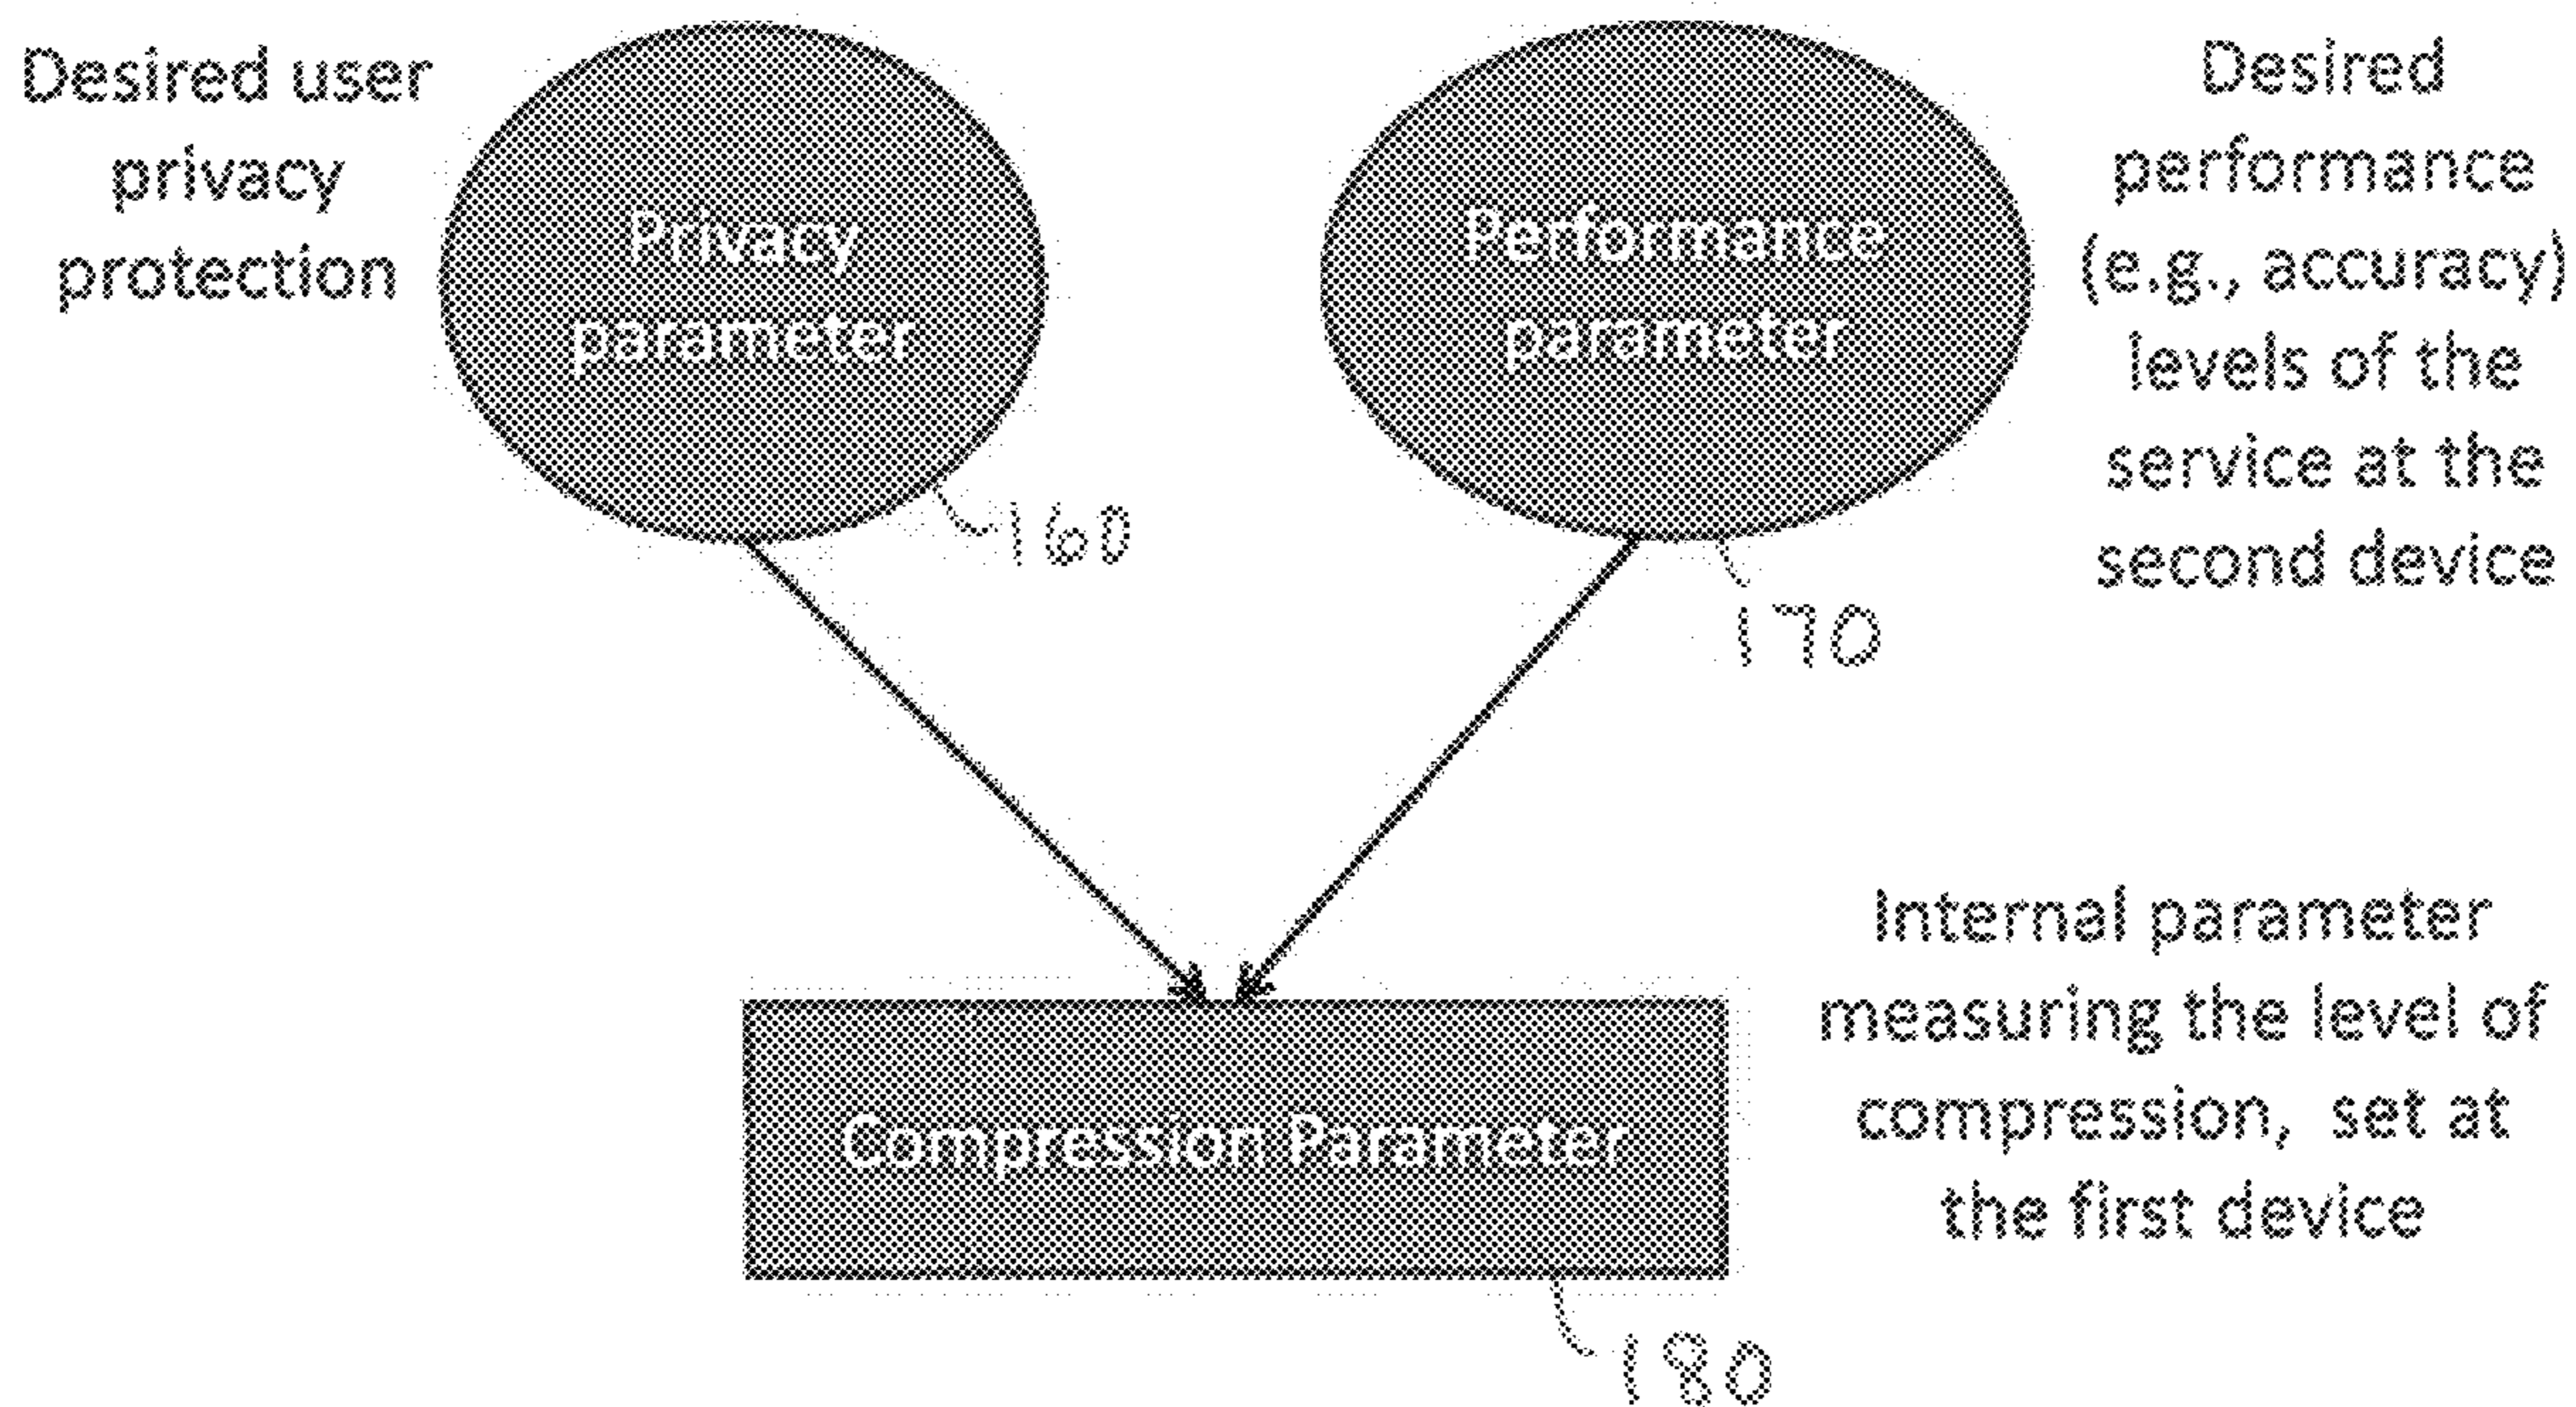 Desired user
privacy
protection
Privacy
parameter
160
Performance
parameter
170
Desired
performance
(e.g., accuracy)
levels of the
service at the
second device
Compression Parameter
180
Internal parameter
measuring the level of
compression, set at
the first device